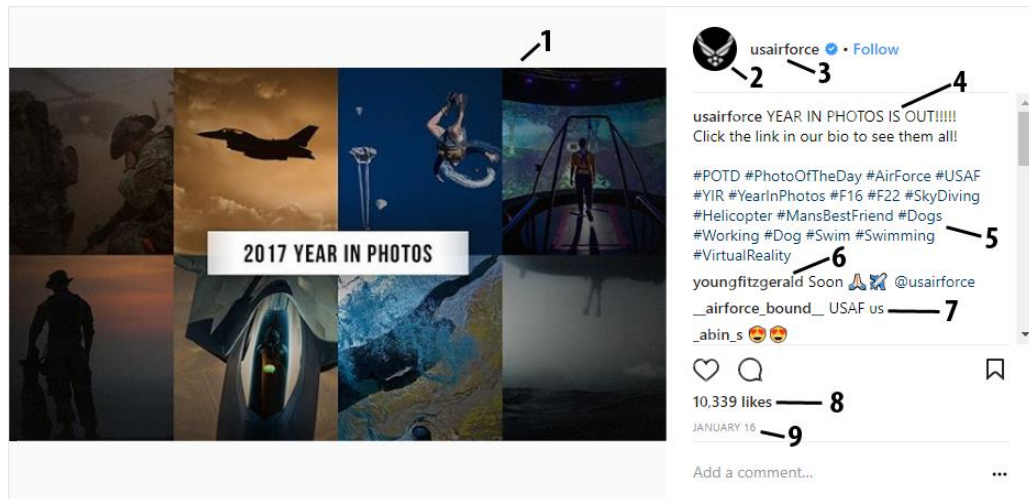 1
2017 YEAR IN PHOTOS
usairforce • Follow
2
3
4
usairforce YEAR IN PHOTOS IS OUT!!!!!
Click the link in our bio to see them all!
#POTD #PhotoOfTheDay #AirForce #USAF
#YIR #YearInPhotos #F16 #F22 #SkyDiving
#Helicopter #MansBestFriend #Dogs
#Working #Dog #Swim #Swimming
5
#VirtualReality
6
youngfitzgerald Soon 🙏🏻 ✈️ @usairforce
__airforce_bound__ USAF us
7
_abin_s 😍😍
10,339 likes
8
JANUARY 16
9
Add a comment...